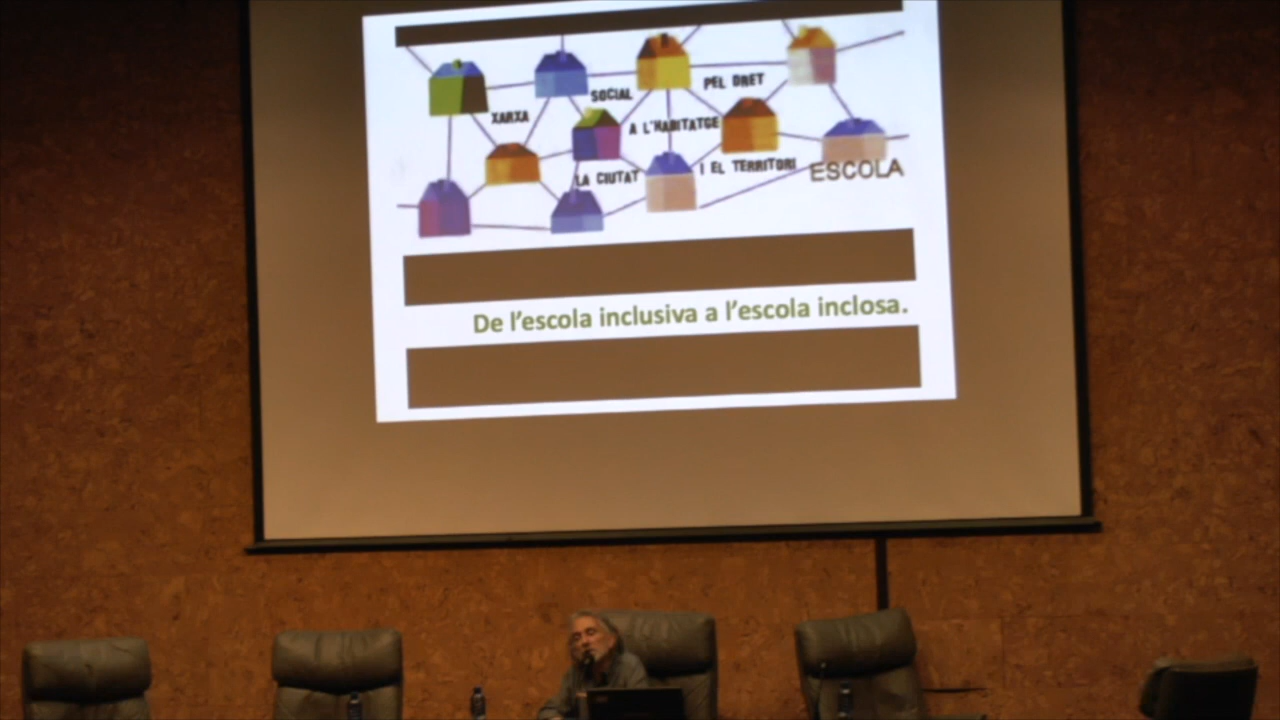 XARXA SOCIAL PEL DRET
A L'HABITATGE
LA CIUTAT I EL TERRITORI
ESCOLA
De l'escola inclusiva a l'escola inclosa.